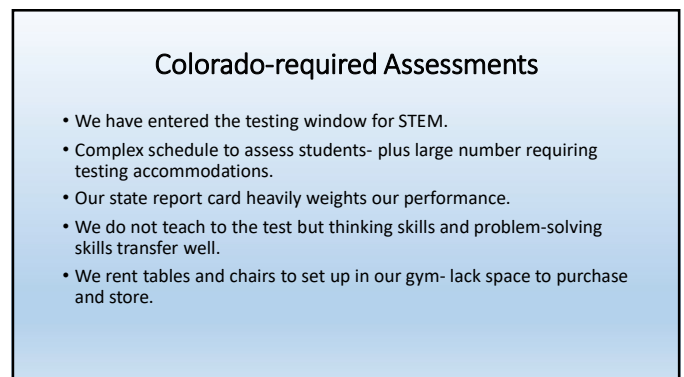 Colorado-required Assessments
• We have entered the testing window for STEM.
• Complex schedule to assess students- plus large number requiring
testing accommodations.
• Our state report card heavily weights our performance.
• We do not teach to the test but thinking skills and problem-solving
skills transfer well.
• We rent tables and chairs to set up in our gym- lack space to purchase
and store.